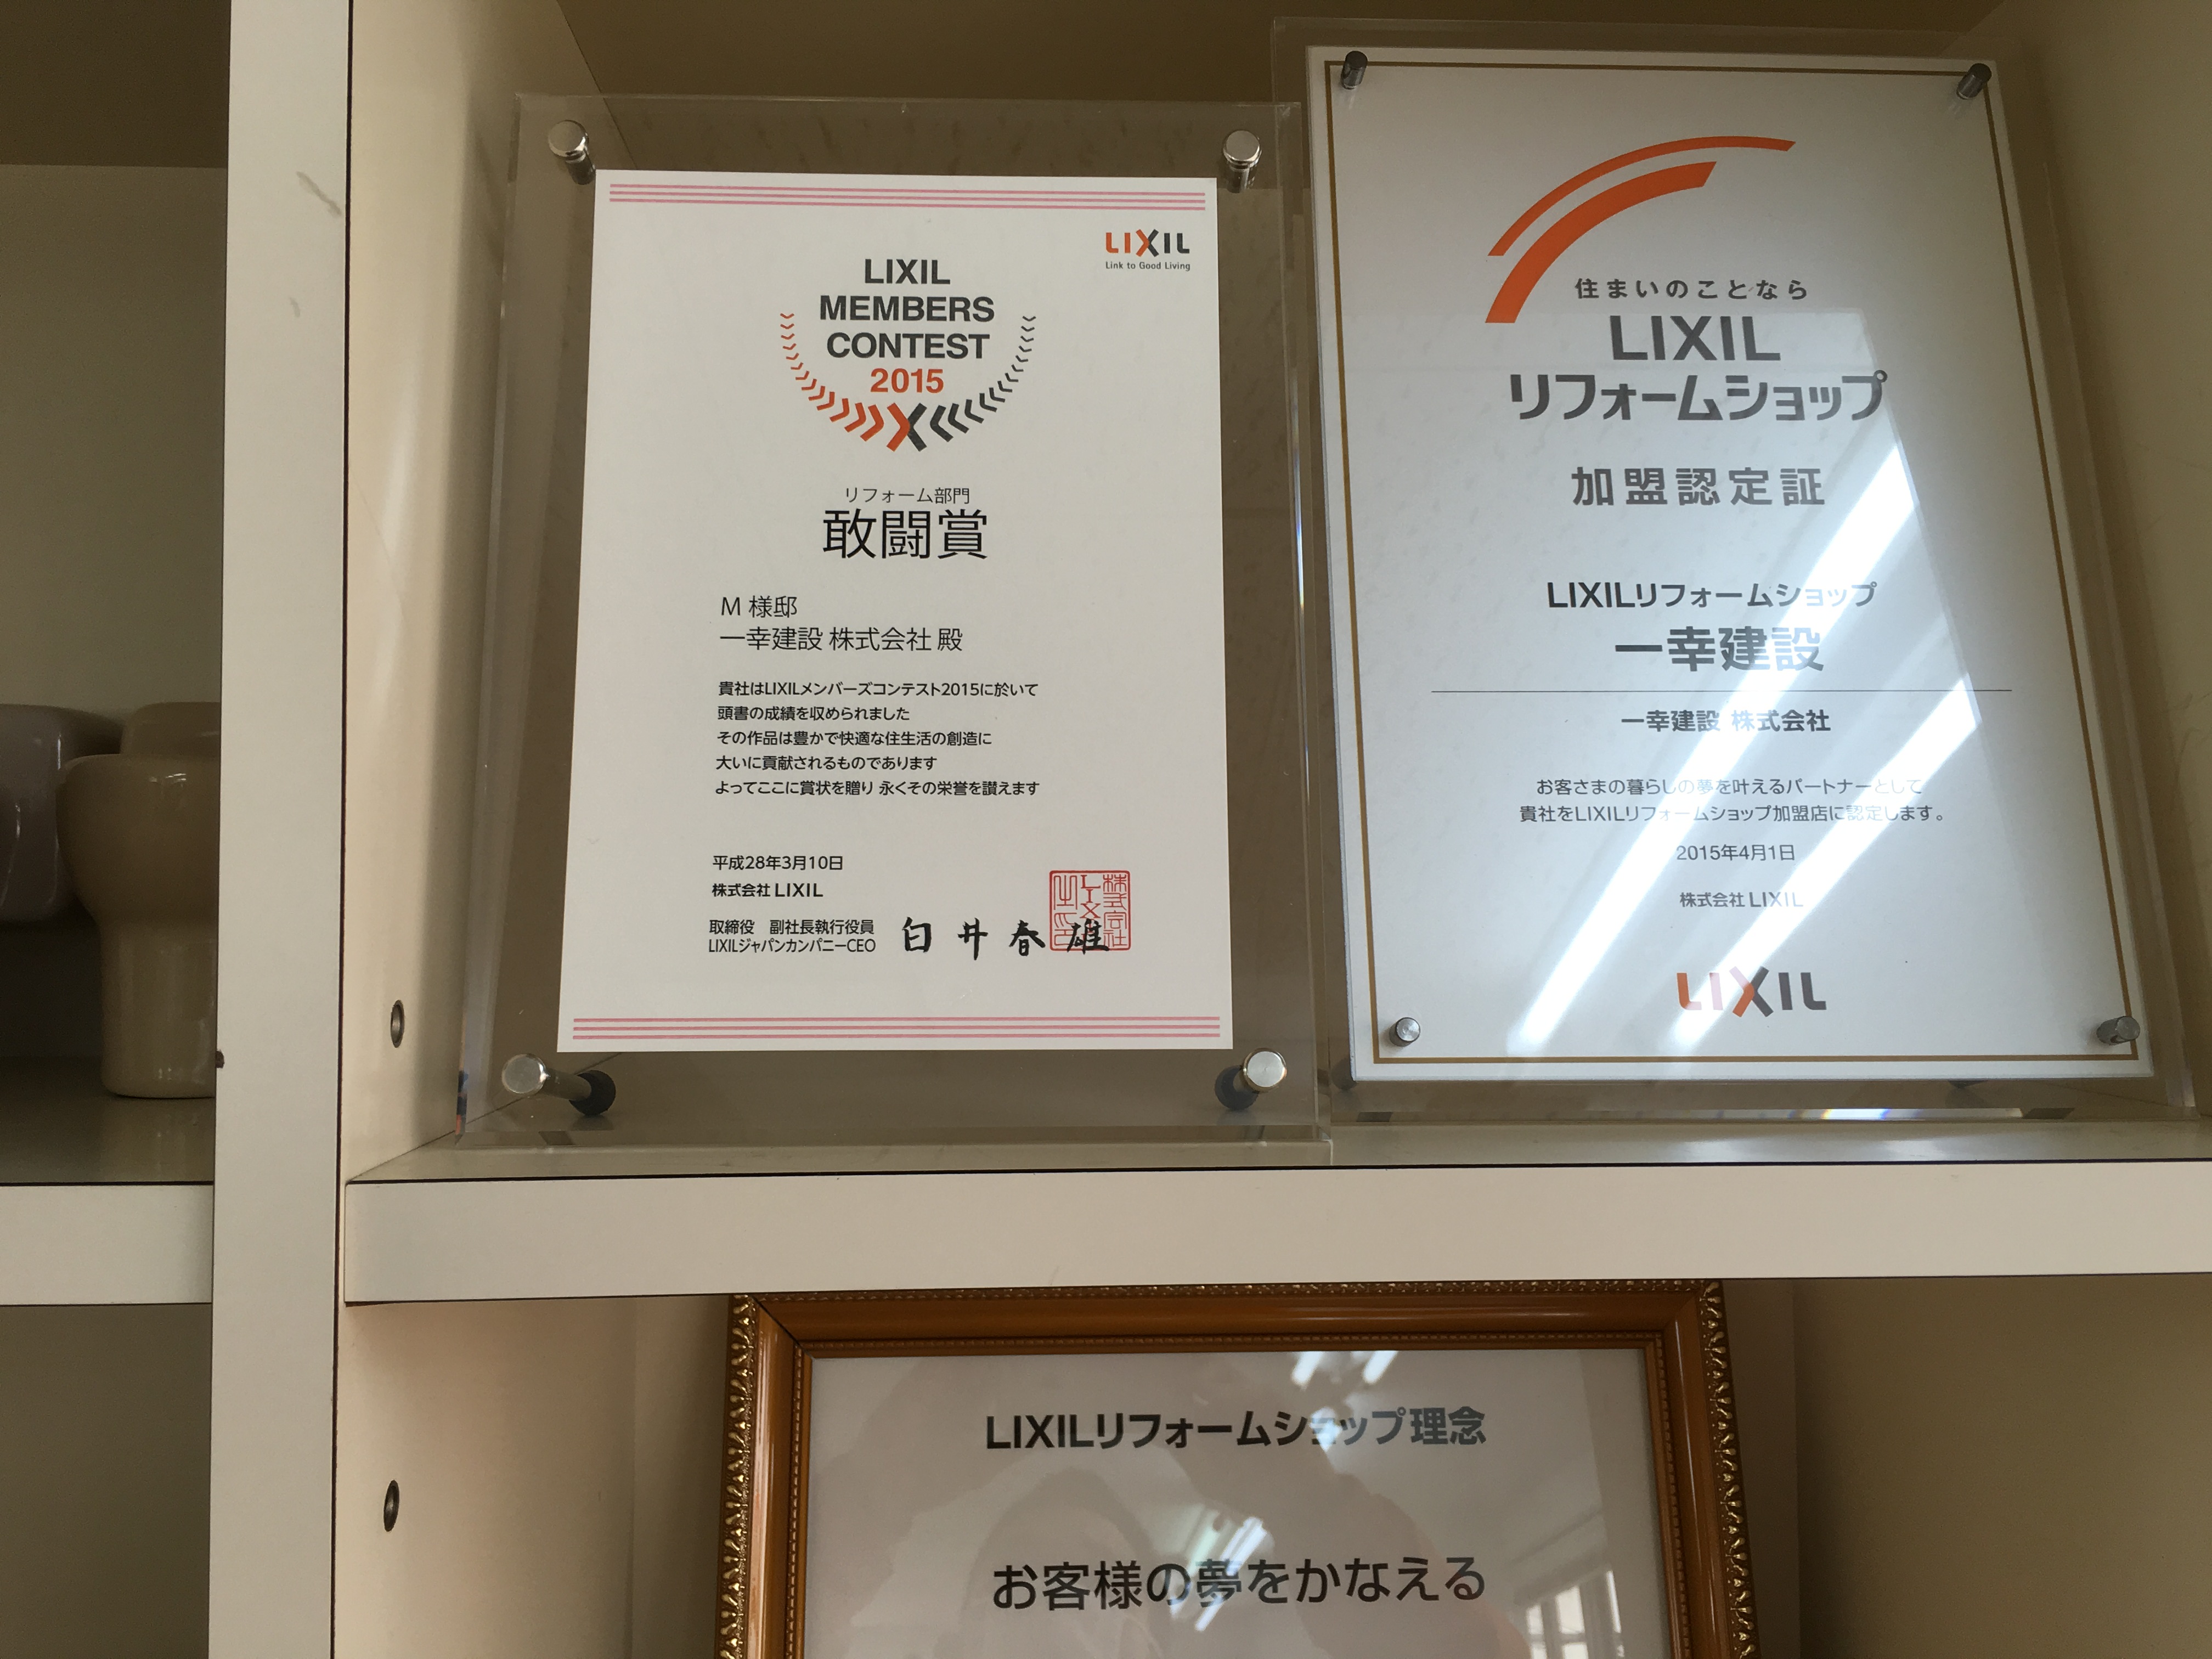 LIXIL
Link to Good Living
LIXIL
MEMBERS
CONTEST
2015
リフォーム部門
敢闘賞
M 様邸
一幸建設 株式会社 殿
貴社はLIXILメンバーズコンテスト2015に於いて
頭書の成績を収められました
その作品は豊かで快適な住生活の創造に
大いに貢献されるものであります
よってここに賞状を贈り 永くその栄誉を讃えます
平成28年3月10日
株式会社 LIXIL
取締役 副社長執行役員
LIXILジャパンカンパニーCEO
白井春雄
株式会社LIXIL之印
住まいのことなら
LIXIL
リフォームショップ
加盟認定証
LIXILリフォームショップ
一幸建設
一幸建設 株式会社
お客さまの暮らしの夢を叶えるパートナーとして
貴社をLIXILリフォームショップ加盟店に認定します。
2015年4月1日
株式会社 LIXIL
LIXIL
LIXILリフォームショップ理念
お客様の夢をかなえる